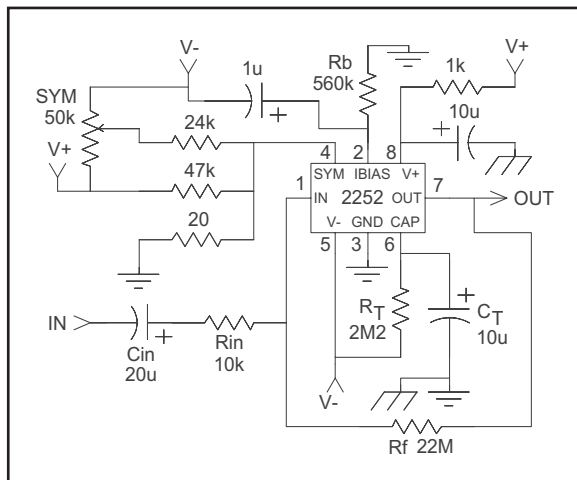 V-
1u
+
Rb
560k
1k
V+
SYM
50k
24k
10u
+
V+
47k
4
2
8
SYM IBIAS V+
1
IN 2252 OUT
7
OUT
20
V- GND CAP
5
3
6
IN
Cin
20u
+
Rin
10k
RT
2M2
+
CT
10u
V-
Rf 22M